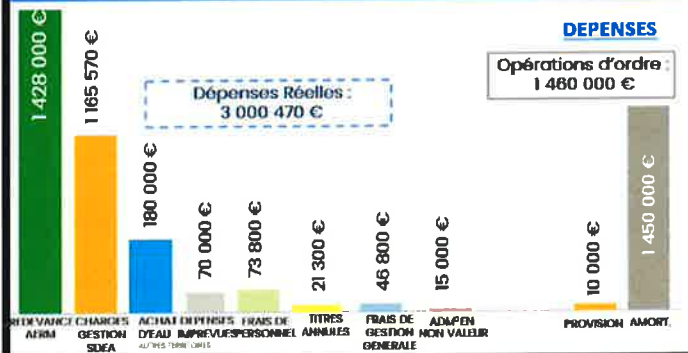 DEPENSES
Opérations d'ordre :
1 460 000 €
Dépenses Réelles :
3 000 470 €
1 428 000 €
1 165 570 €
180 000 €
70 000 €
73 800 €
21 300 €
46 800 €
15 000 €
10 000 €
1 450 000 €
REDEVANCE
AERM
CHARGES
GESTION
SIDEA
ACHAT
D'EAU
AUTRES TERRITOIRES
DEPENSES
IMPREVUES
FRAIS DE
PERSONNEL
TITRES
ANNULES
FRAIS DE
GESTION
GENERALE
ADM° EN
NON VALEUR
PROVISION
AMORT.